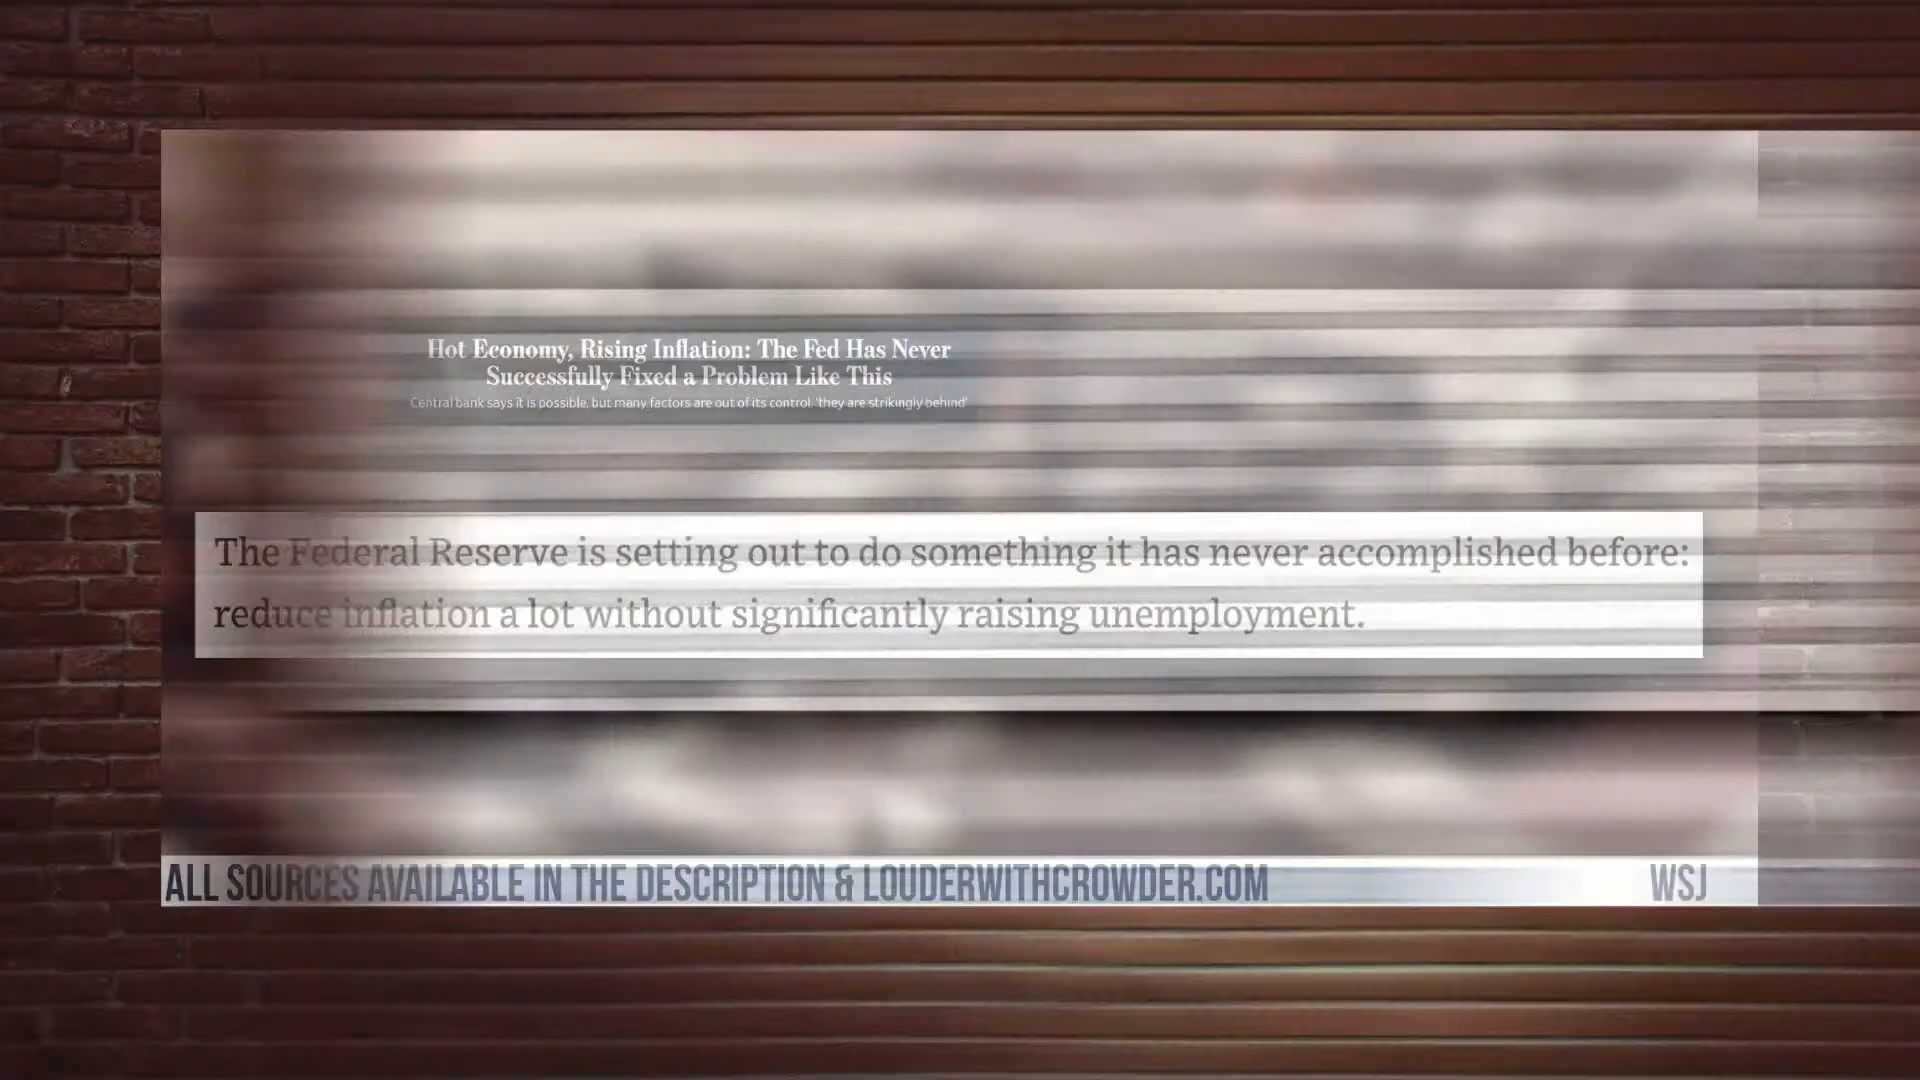 Hot Economy, Rising Inflation: The Fed Has Never
Successfully Fixed a Problem Like This
Central bank says it is possible, but many factors are out of its control. 'they are strikingly behind'
The Federal Reserve is setting out to do something it has never accomplished before:
reduce inflation a lot without significantly raising unemployment.
ALL SOURCES AVAILABLE IN THE DESCRIPTION & LOUDERWITHCROWDER.COM
WSJ